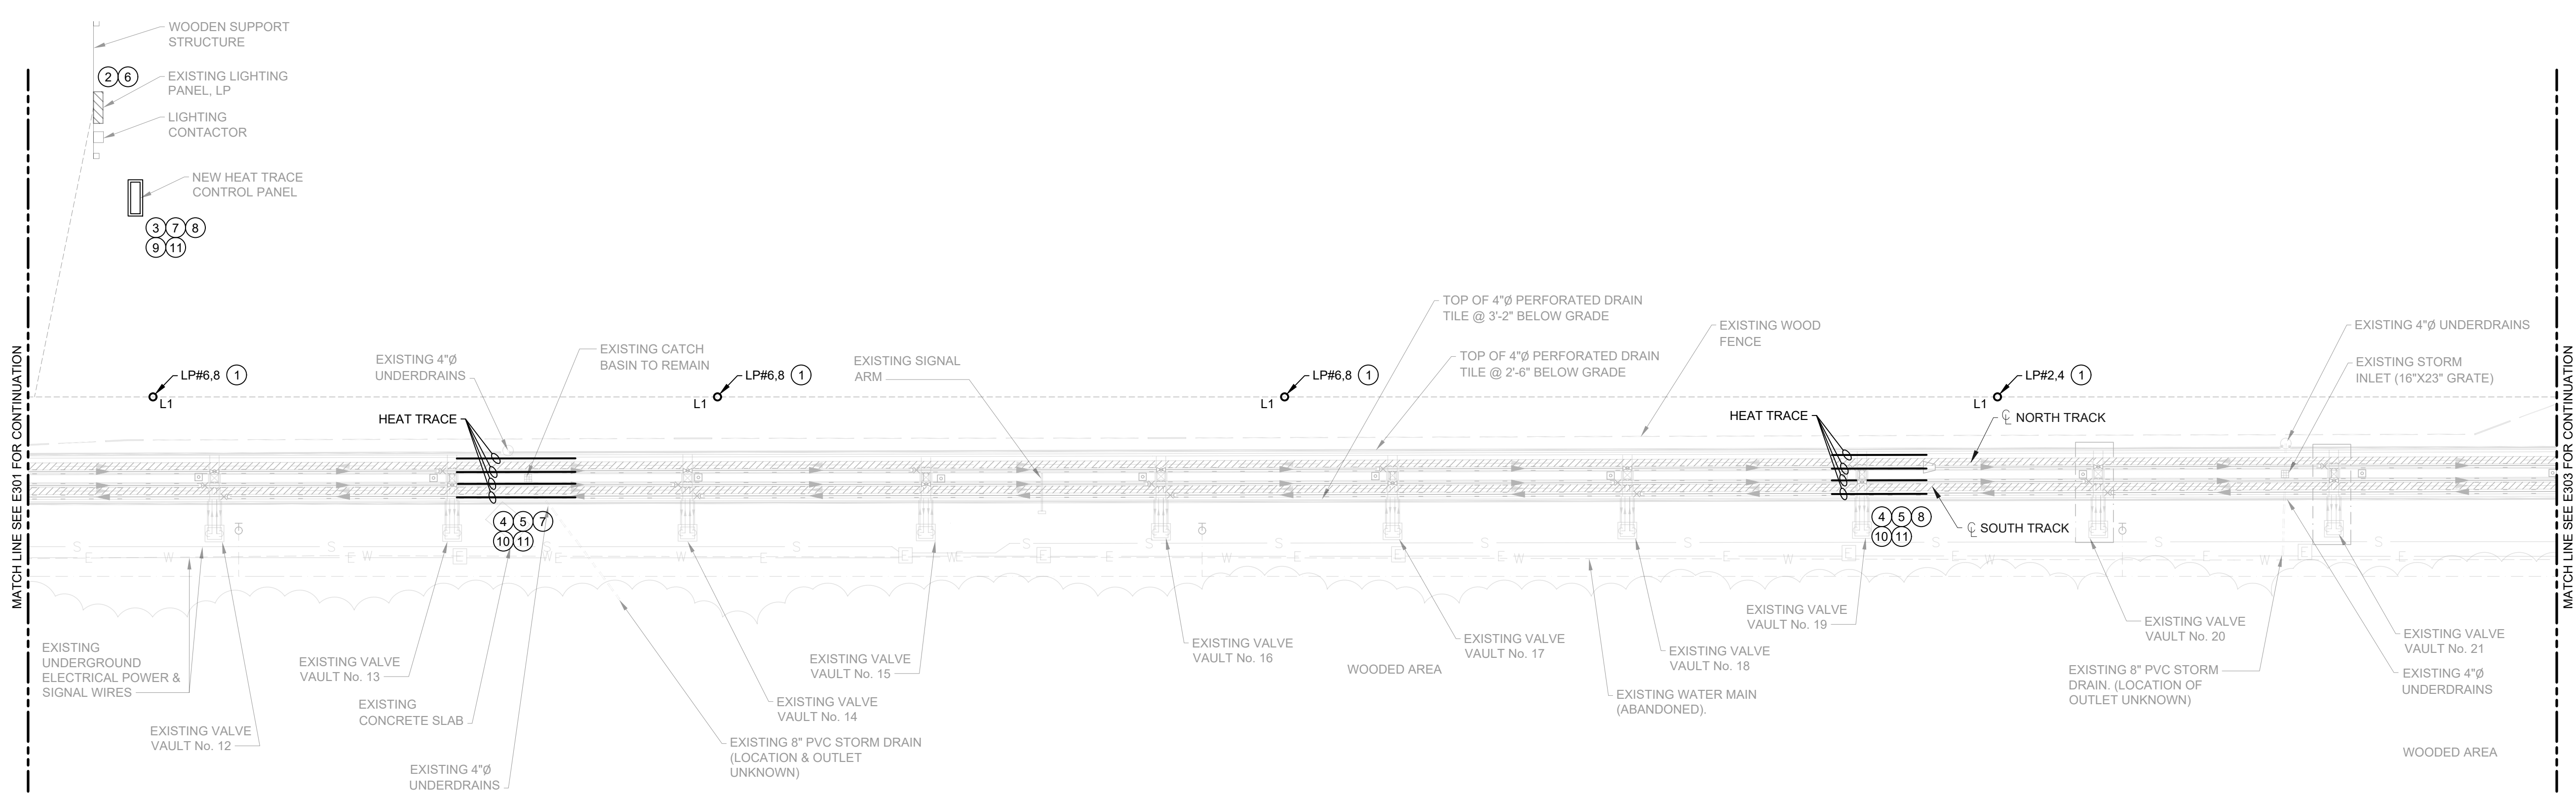 WOODEN SUPPORT
STRUCTURE
2 6
EXISTING LIGHTING
PANEL, LP
LIGHTING
CONTACTOR
NEW HEAT TRACE
CONTROL PANEL
3 7 8
9 11
MATCH LINE SEE E301 FOR CONTINUATION
LP#6,8 1
L1
EXISTING 4"Ø
UNDERDRAINS
HEAT TRACE
EXISTING CATCH
BASIN TO REMAIN
LP#6,8 1
L1
EXISTING SIGNAL
ARM
LP#6,8 1
L1
TOP OF 4"Ø PERFORATED DRAIN
TILE @ 3'-2" BELOW GRADE
TOP OF 4"Ø PERFORATED DRAIN
TILE @ 2'-6" BELOW GRADE
EXISTING WOOD
FENCE
HEAT TRACE
LP#2,4 1
L1
℄ NORTH TRACK
EXISTING 4"Ø UNDERDRAINS
EXISTING STORM
INLET (16"X23" GRATE)
MATCH LINE SEE E303 FOR CONTINUATION
4 5 7
10 11
4 5 8
10 11
℄ SOUTH TRACK
EXISTING
UNDERGROUND
ELECTRICAL POWER &
SIGNAL WIRES
EXISTING VALVE
VAULT No. 12
EXISTING VALVE
VAULT No. 13
EXISTING
CONCRETE SLAB
EXISTING 4"Ø
UNDERDRAINS
EXISTING VALVE
VAULT No. 14
EXISTING 8" PVC STORM DRAIN
(LOCATION & OUTLET
UNKNOWN)
EXISTING VALVE
VAULT No. 15
EXISTING VALVE
VAULT No. 16
WOODED AREA
EXISTING VALVE
VAULT No. 17
EXISTING VALVE
VAULT No. 18
EXISTING WATER MAIN
(ABANDONED).
EXISTING VALVE
VAULT No. 19
EXISTING VALVE
VAULT No. 20
EXISTING 8" PVC STORM
DRAIN. (LOCATION OF
OUTLET UNKNOWN)
EXISTING VALVE
VAULT No. 21
EXISTING 4"Ø
UNDERDRAINS
WOODED AREA